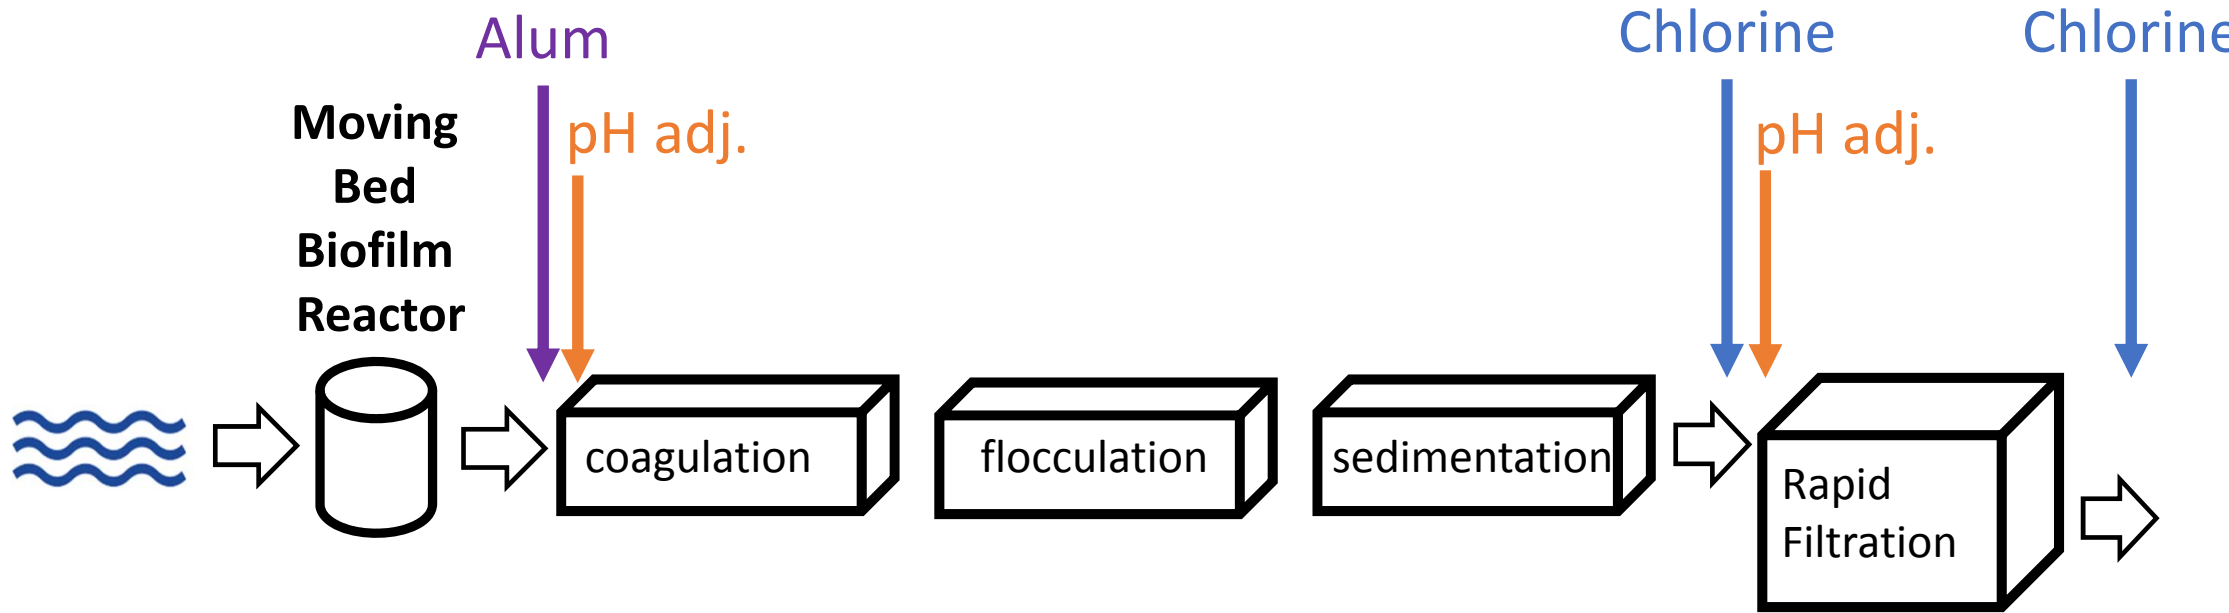 Alum
Chlorine
Chlorine
Moving
Bed
Biofilm
Reactor
pH adj.
pH adj.
coagulation
flocculation
sedimentation
Rapid
Filtration